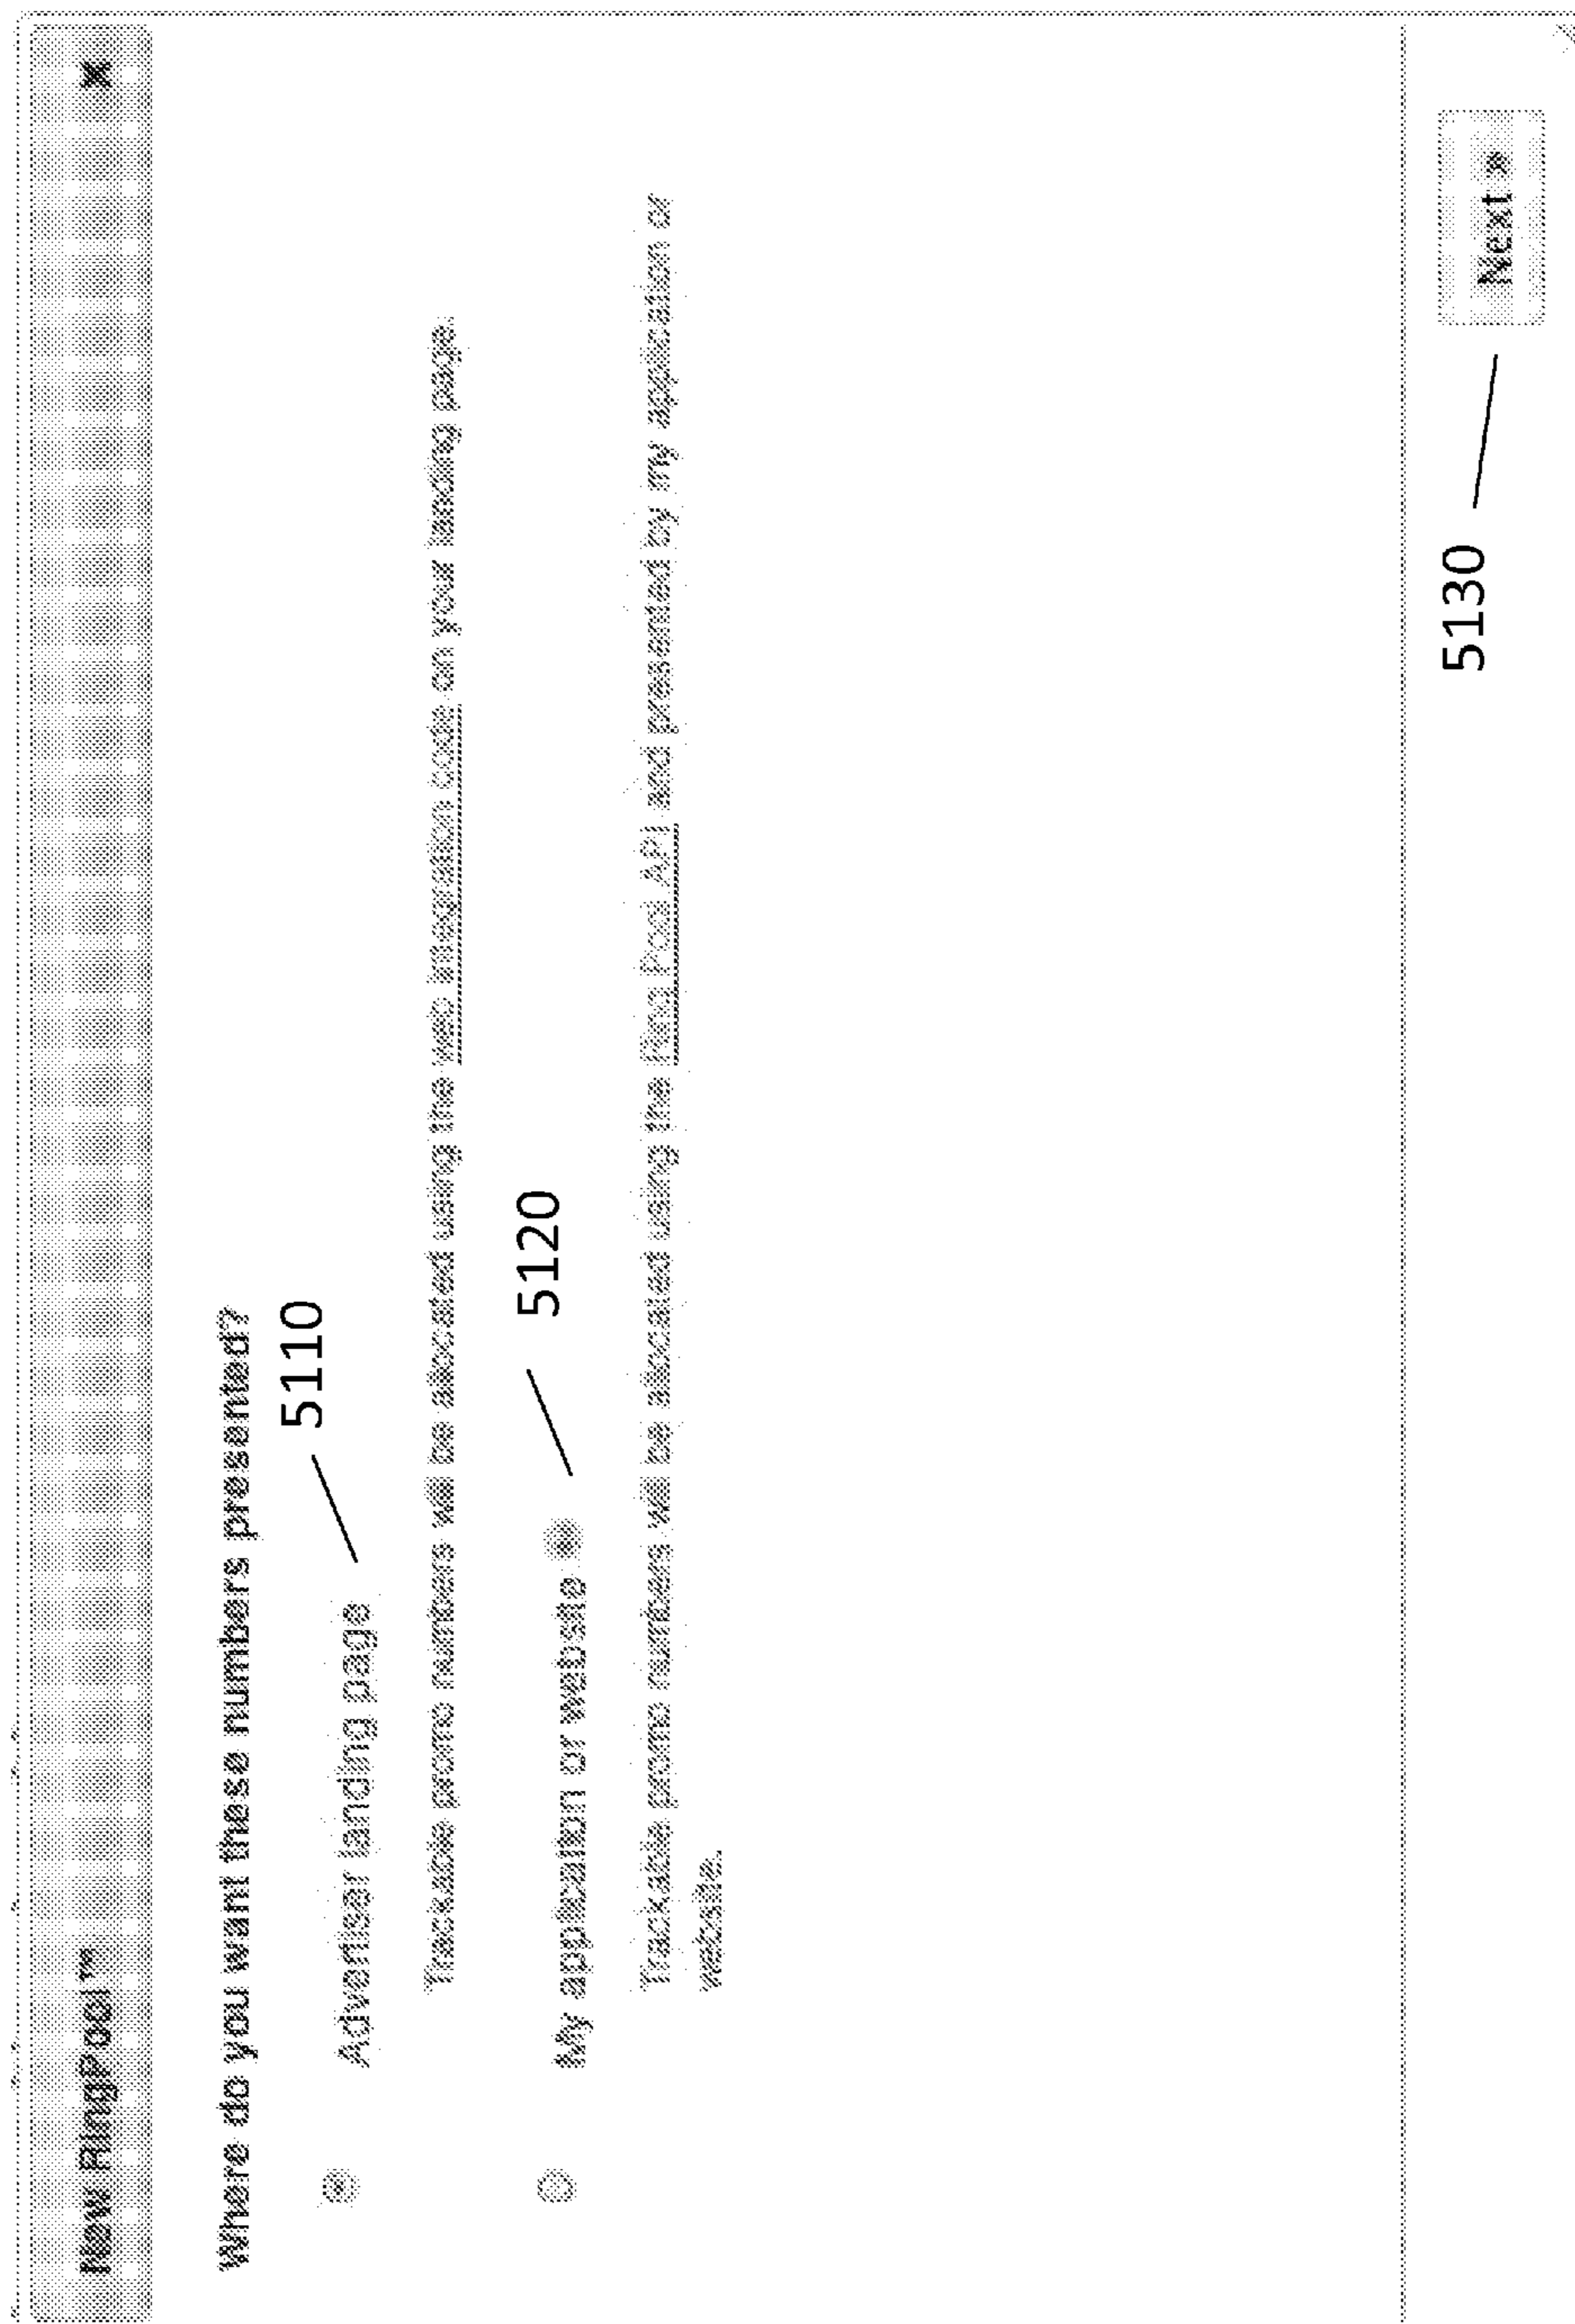 New RingPool™ ✖
Where do you want these numbers presented?
5110
Advertiser landing page
Trackable promo numbers will be allocated using the web integration code on your landing page.
5120
My application or website
Trackable promo numbers will be allocated using the Ring Pool API and presented by my application or
website.
5130
Next »